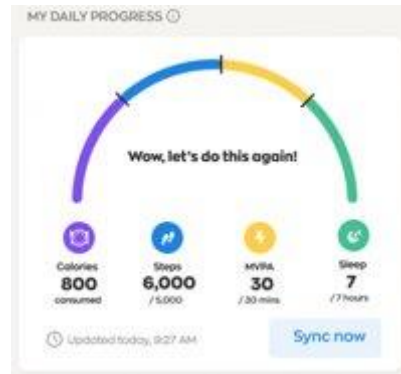 MY DAILY PROGRESS
Wow, let's do this again!
Calories Steps MVPA Sleep
800 6,000 30 7
consumed / 5,000 / 30 mins / 7 hours
Updated today, 9:27 AM
Sync now